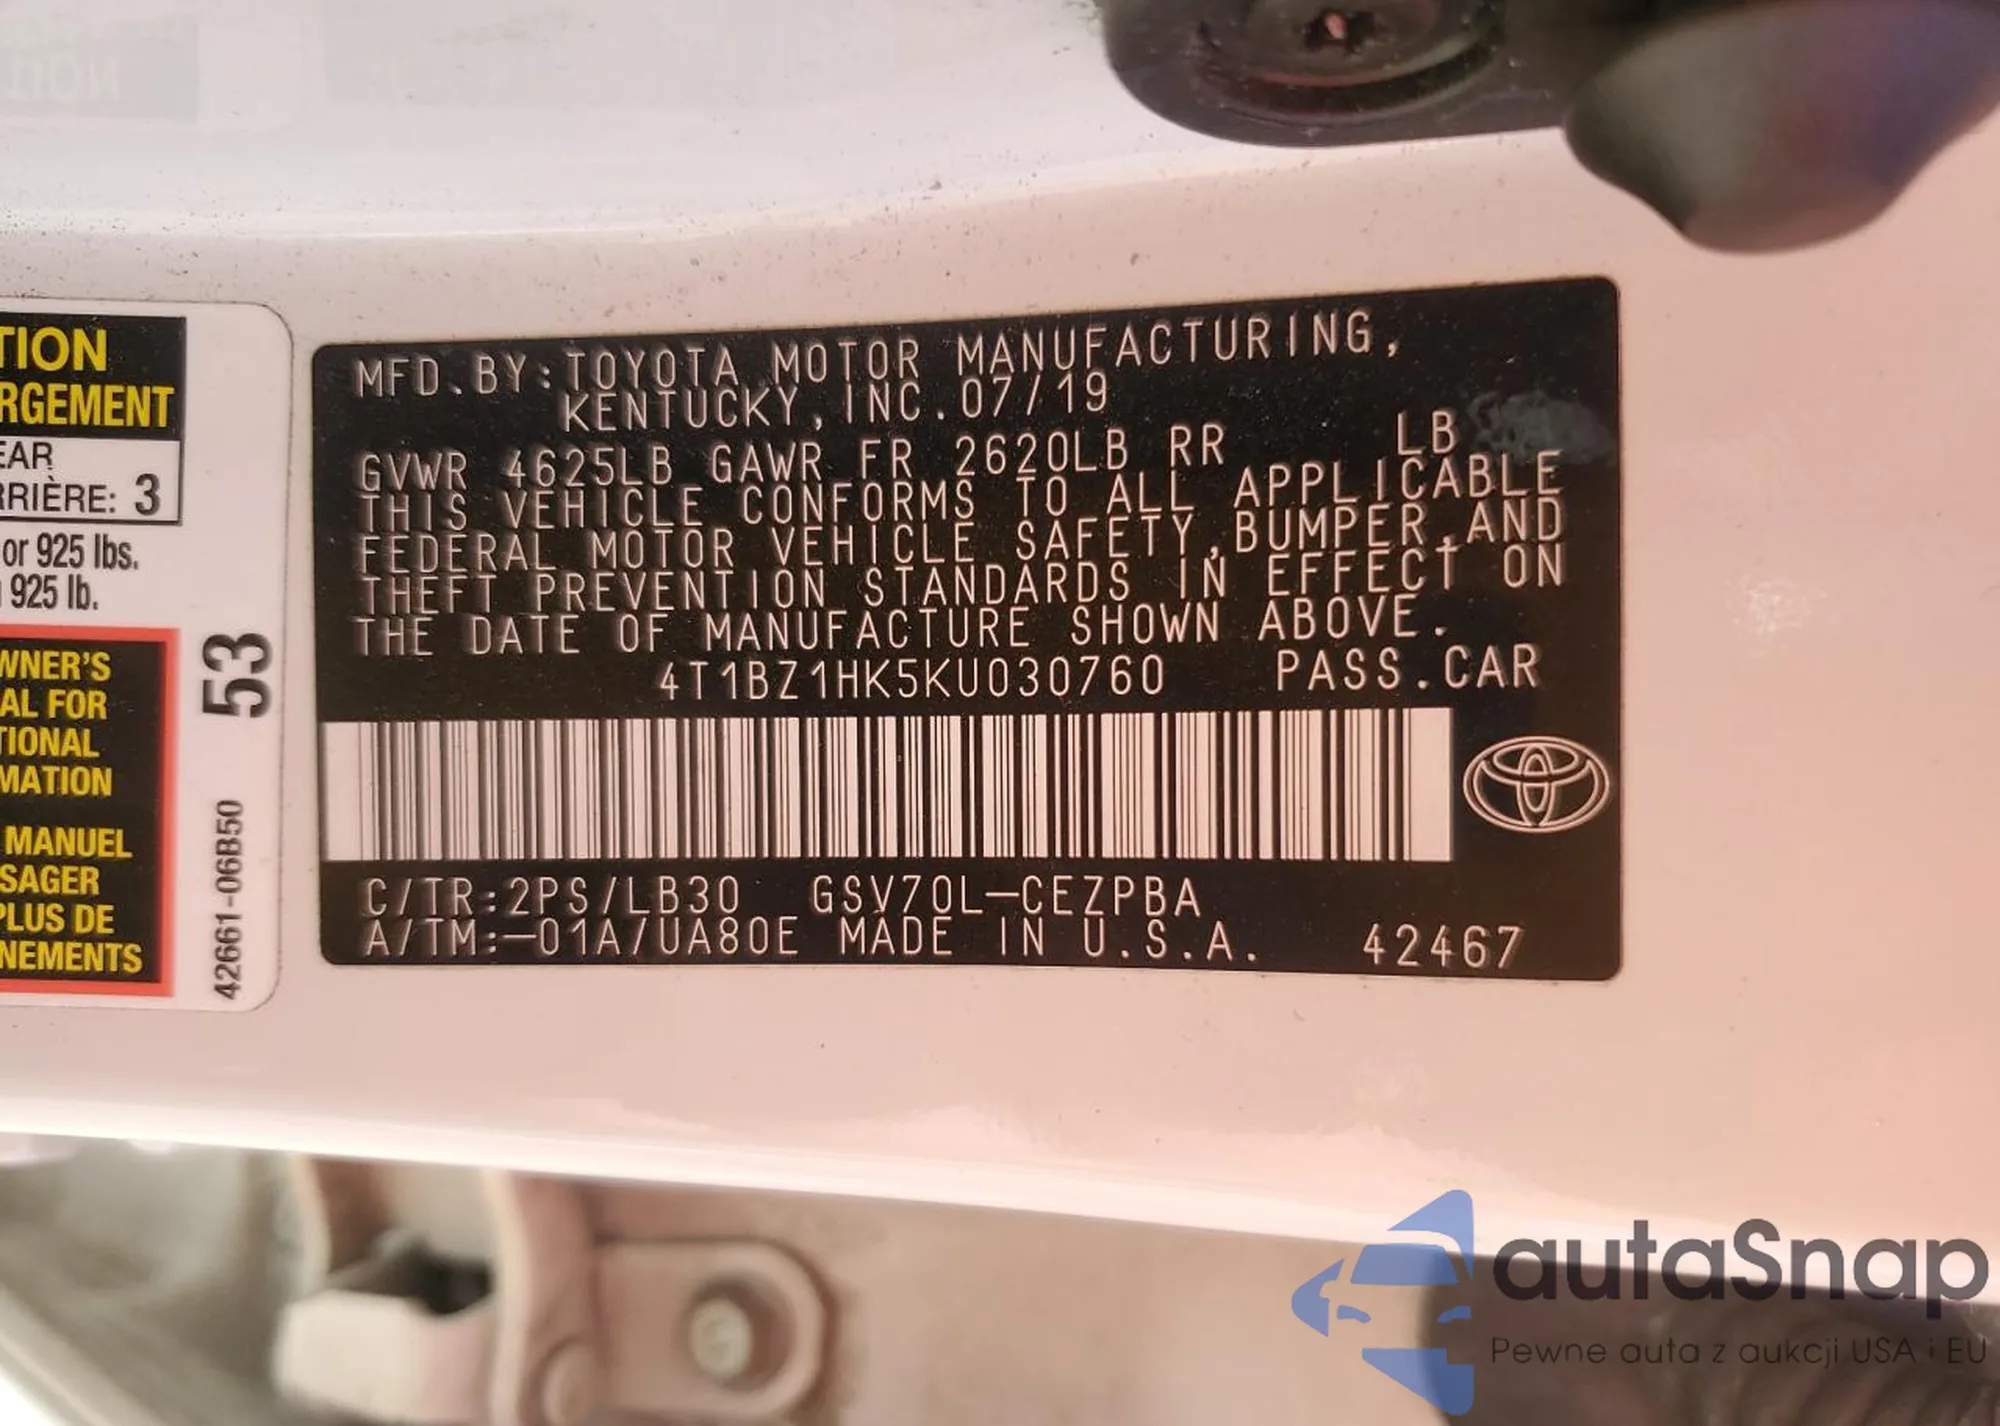 TION
RGEMENT
EAR
RRIÈRE: 3
or 925 lbs.
925 lb.
WNER'S
AL FOR
TIONAL
MATION
MANUEL
SAGER
PLUS DE
NEMENTS
53
42661-06B50
MFD.BY:TOYOTA MOTOR MANUFACTURING,
KENTUCKY, INC.07/19
GVWR 4625LB GAWR FR 2620LB RR LB
THIS VEHICLE CONFORMS TO ALL APPLICABLE
FEDERAL MOTOR VEHICLE SAFETY,BUMPER,AND
THEFT PREVENTION STANDARDS IN EFFECT ON
THE DATE OF MANUFACTURE SHOWN ABOVE.
4T1BZ1HK5KU030760 PASS.CAR
C/TR:2PS/LB30 GSV70L-CEZPBA
A/TM:-01A/UA80E MADE IN U.S.A. 42467
autaSnap
Pewne auta z aukcji USA i EU